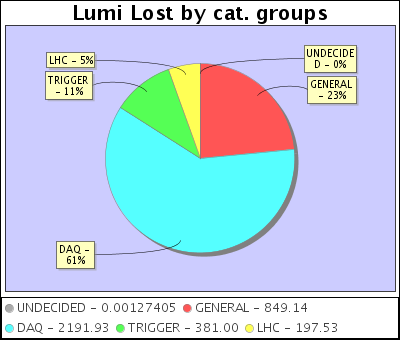 Lumi Lost by cat. groups
LHC – 5%
UNDECIDE
D – 0%
TRIGGER
– 11%
GENERAL
– 23%
DAQ –
61%
UNDECIDED – 0.00127405 GENERAL – 849.14
DAQ – 2191.93 TRIGGER – 381.00 LHC – 197.53